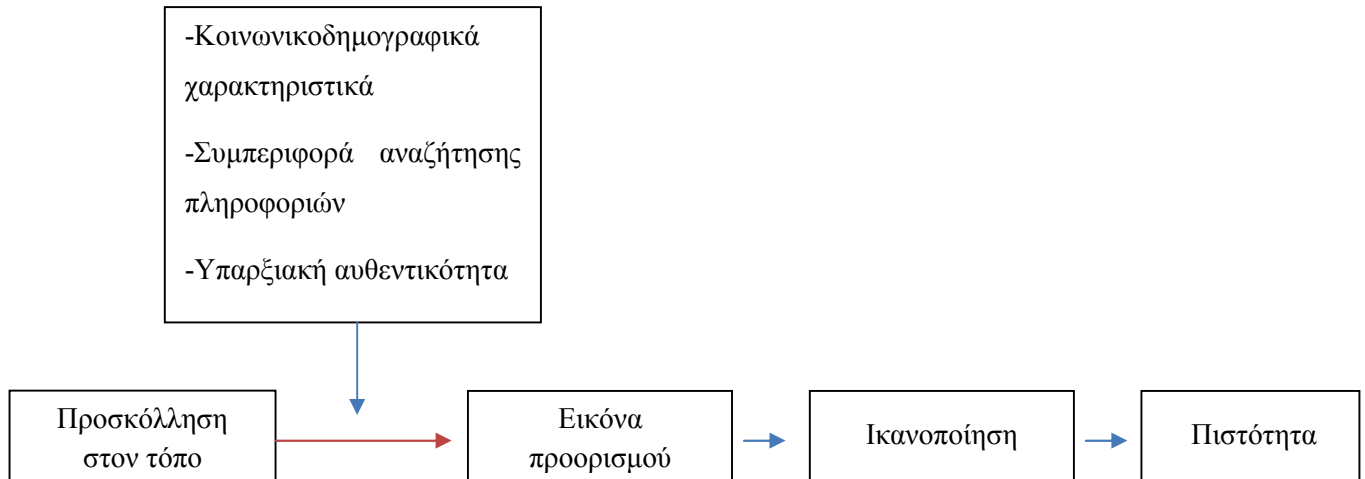 -Κοινωνικοδημογραφικά
χαρακτηριστικά
-Συμπεριφορά αναζήτησης
πληροφοριών
-Υπαρξιακή αυθεντικότητα
Προσκόλληση
στον τόπο
Εικόνα
προορισμού
Ικανοποίηση
Πιστότητα